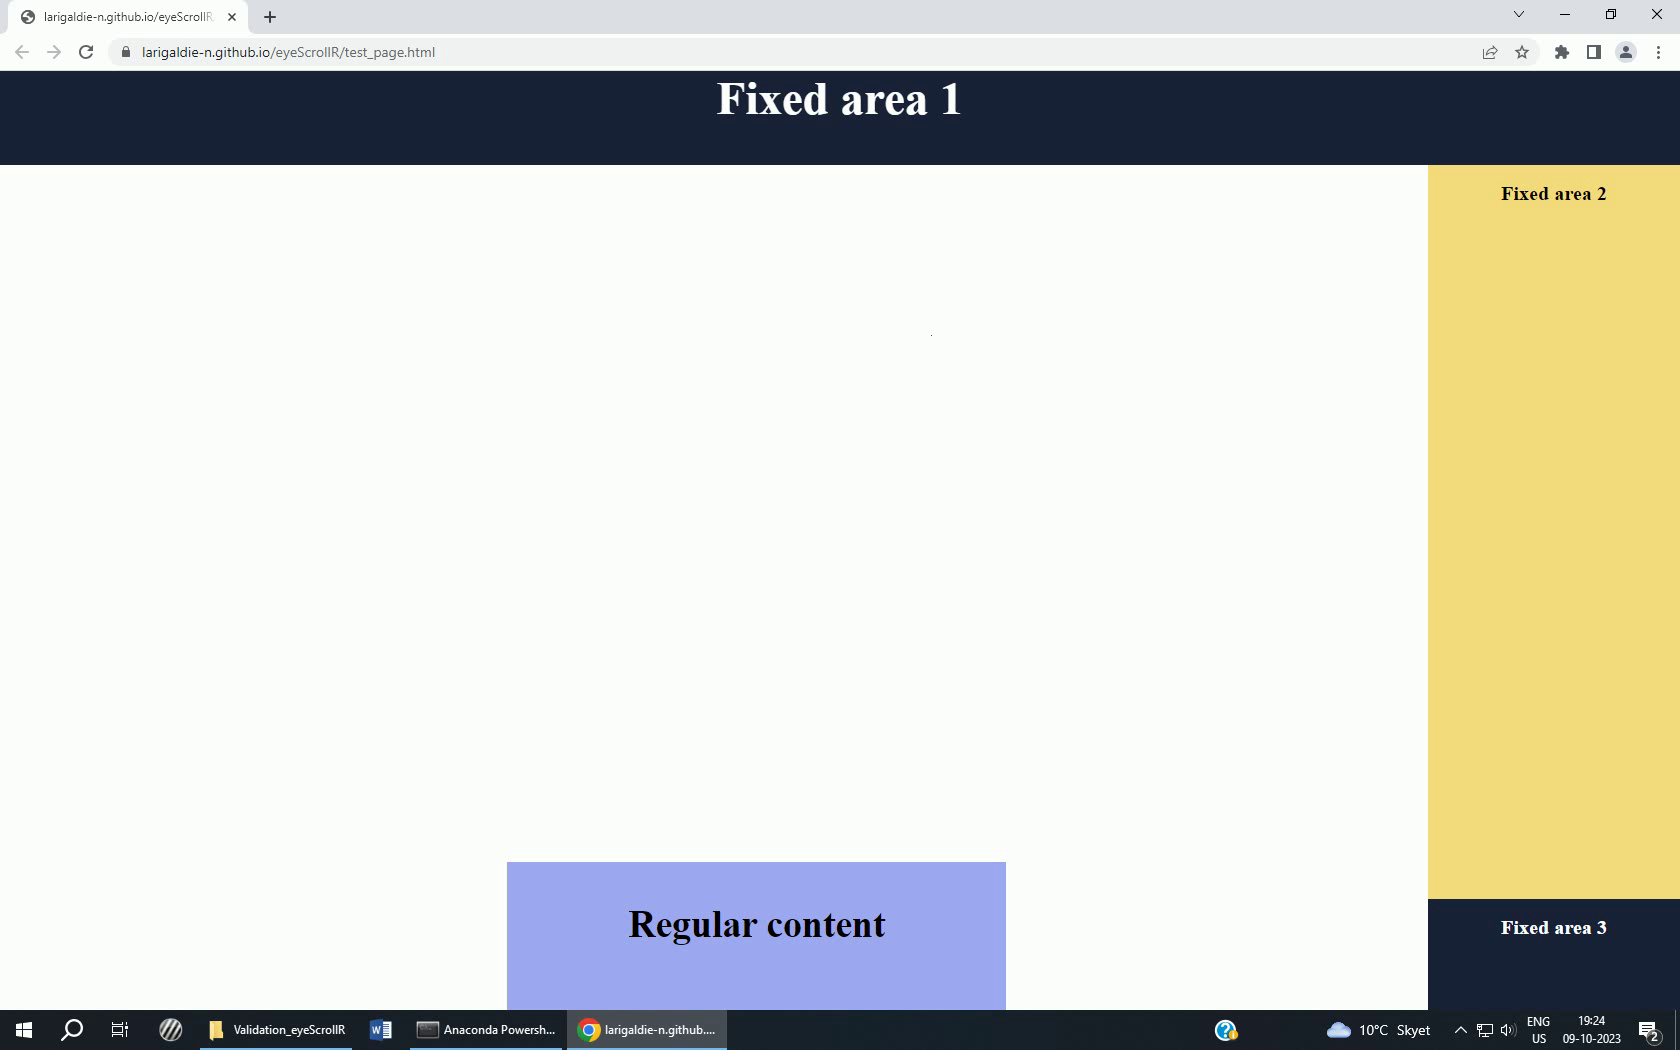 larigaldie-n.github.io/eyeScrollR
larigaldie-n.github.io/eyeScrollR/test_page.html
Fixed area 1
Fixed area 2
Regular content
Fixed area 3
Validation_eyeScrollR
Anaconda Powersh...
larigaldie-n.github....
10°C Skyet
ENG
US
19:24
09-10-2023
2